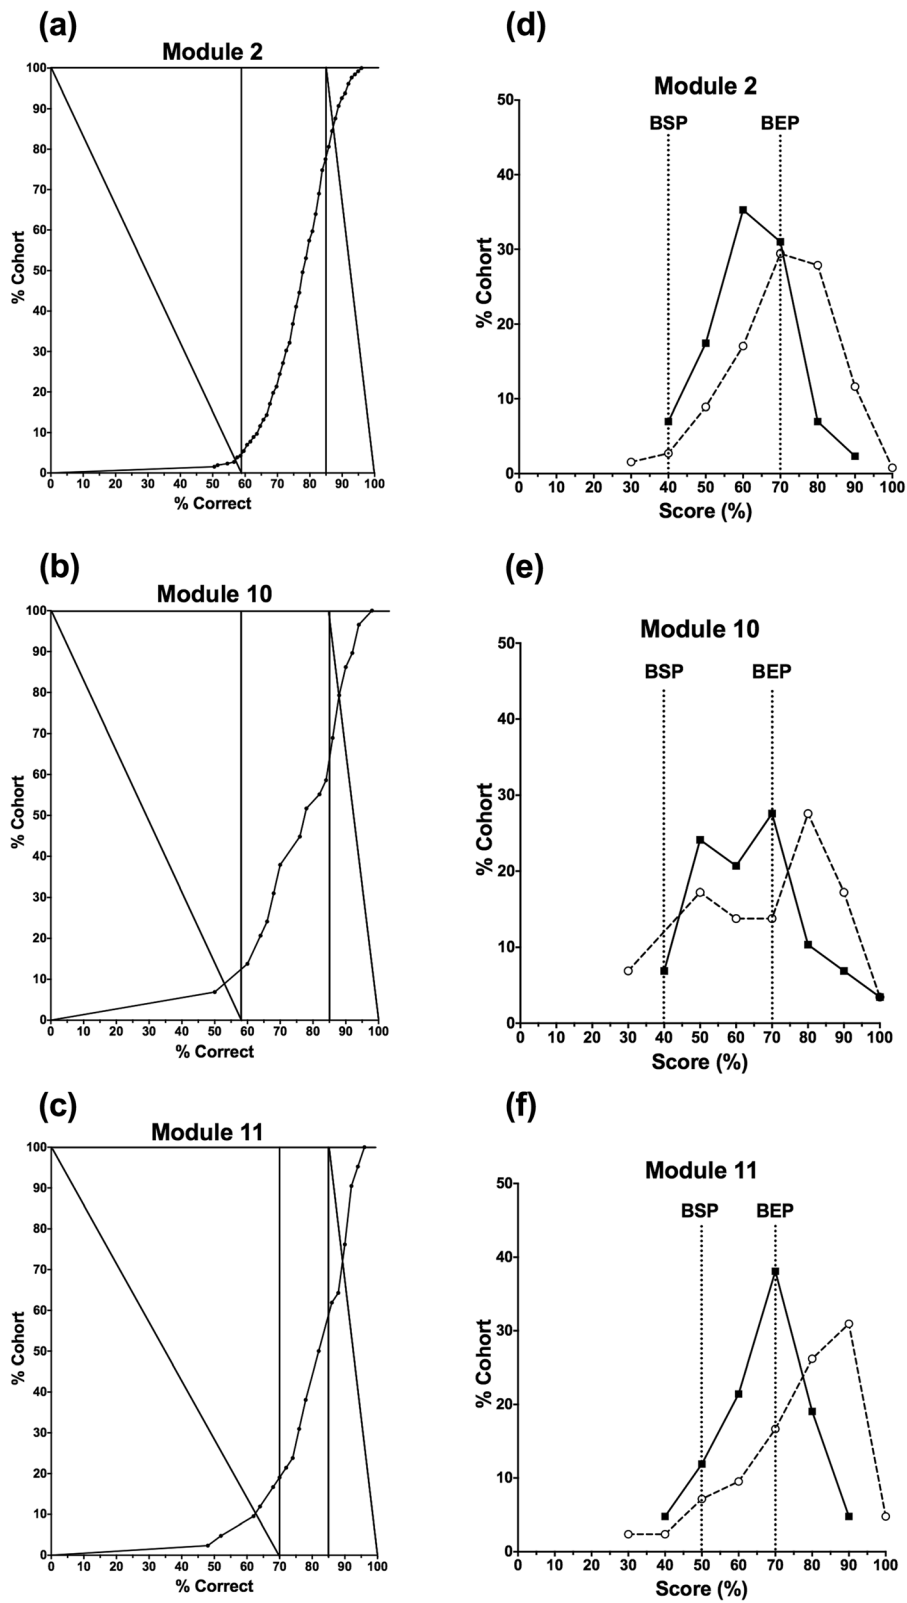 (a)
Module 2
100
90
80
70
60
50
40
30
20
10
0
% Cohort
0 10 20 30 40 50 60 70 80 90 100
% Correct
(d)
Module 2
BSP BEP
50
40
30
20
10
0
% Cohort
0 10 20 30 40 50 60 70 80 90 100
Score (%)
(b)
Module 10
100
90
80
70
60
50
40
30
20
10
0
% Cohort
0 10 20 30 40 50 60 70 80 90 100
% Correct
(e)
Module 10
BSP BEP
50
40
30
20
10
0
% Cohort
0 10 20 30 40 50 60 70 80 90 100
Score (%)
(c)
Module 11
100
90
80
70
60
50
40
30
20
10
0
% Cohort
0 10 20 30 40 50 60 70 80 90 100
% Correct
(f)
Module 11
BSP BEP
50
40
30
20
10
0
% Cohort
0 10 20 30 40 50 60 70 80 90 100
Score (%)